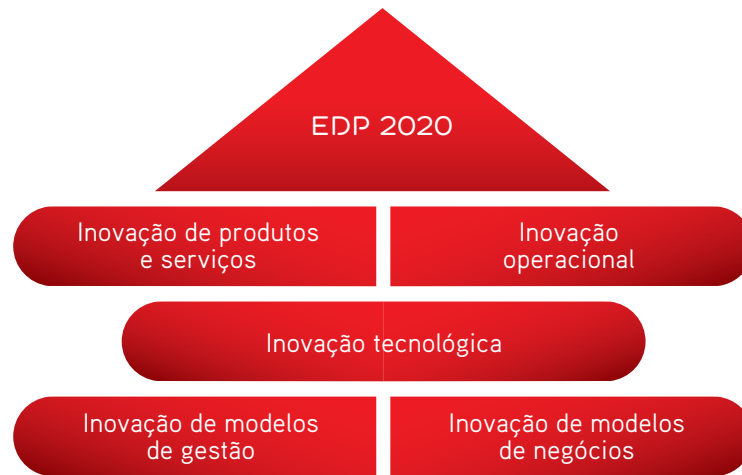 EDP 2020
Inovação de produtos
e serviços
Inovação
operacional
Inovação tecnológica
Inovação de modelos
de gestão
Inovação de modelos
de negócios